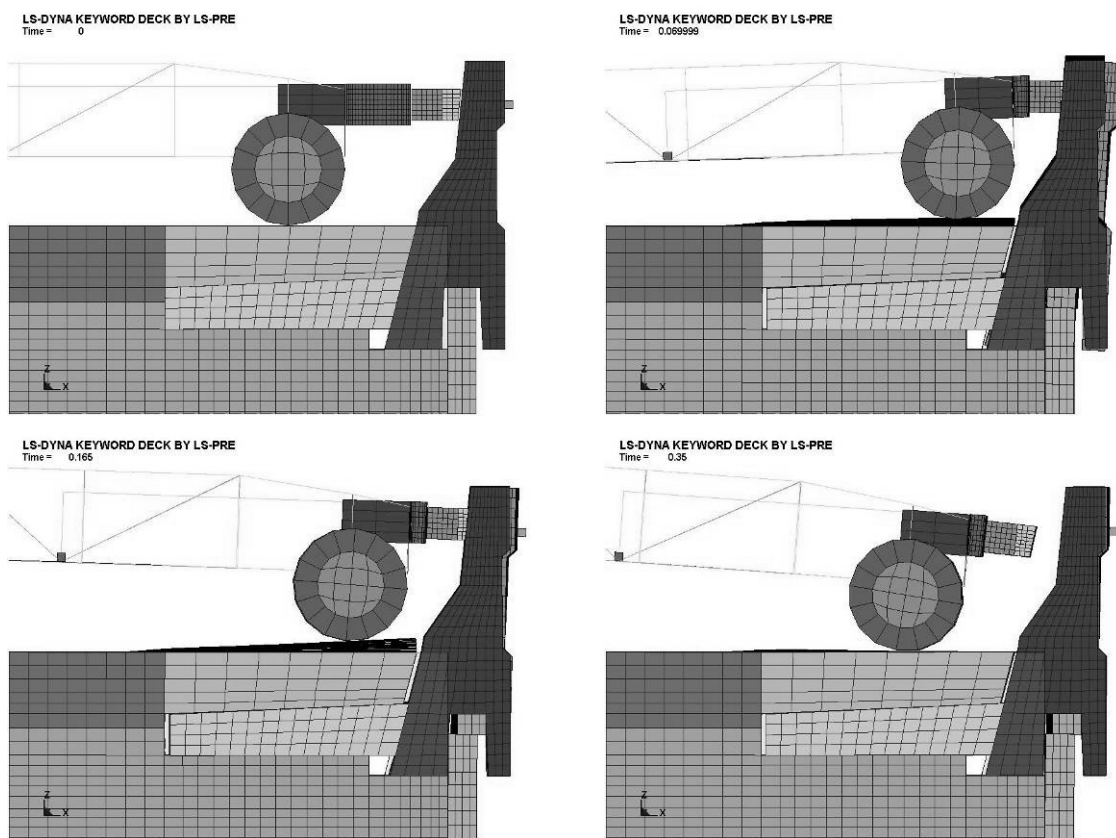 LS-DYNA KEYWORD DECK BY LS-PRE
Time = 0
LS-DYNA KEYWORD DECK BY LS-PRE
Time = 0.069999
Z
X
Z
X
LS-DYNA KEYWORD DECK BY LS-PRE
Time = 0.165
LS-DYNA KEYWORD DECK BY LS-PRE
Time = 0.35
Z
X
Z
X